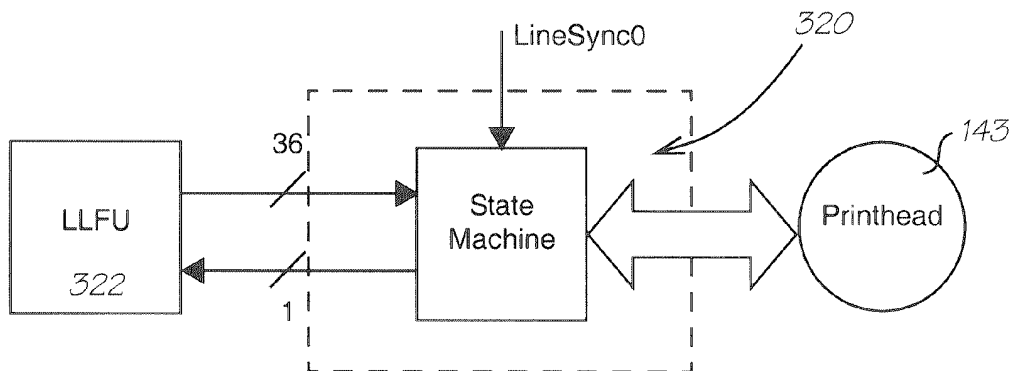 LineSync0
320
36
143
LLFU
322
State
Machine
Printhead
1